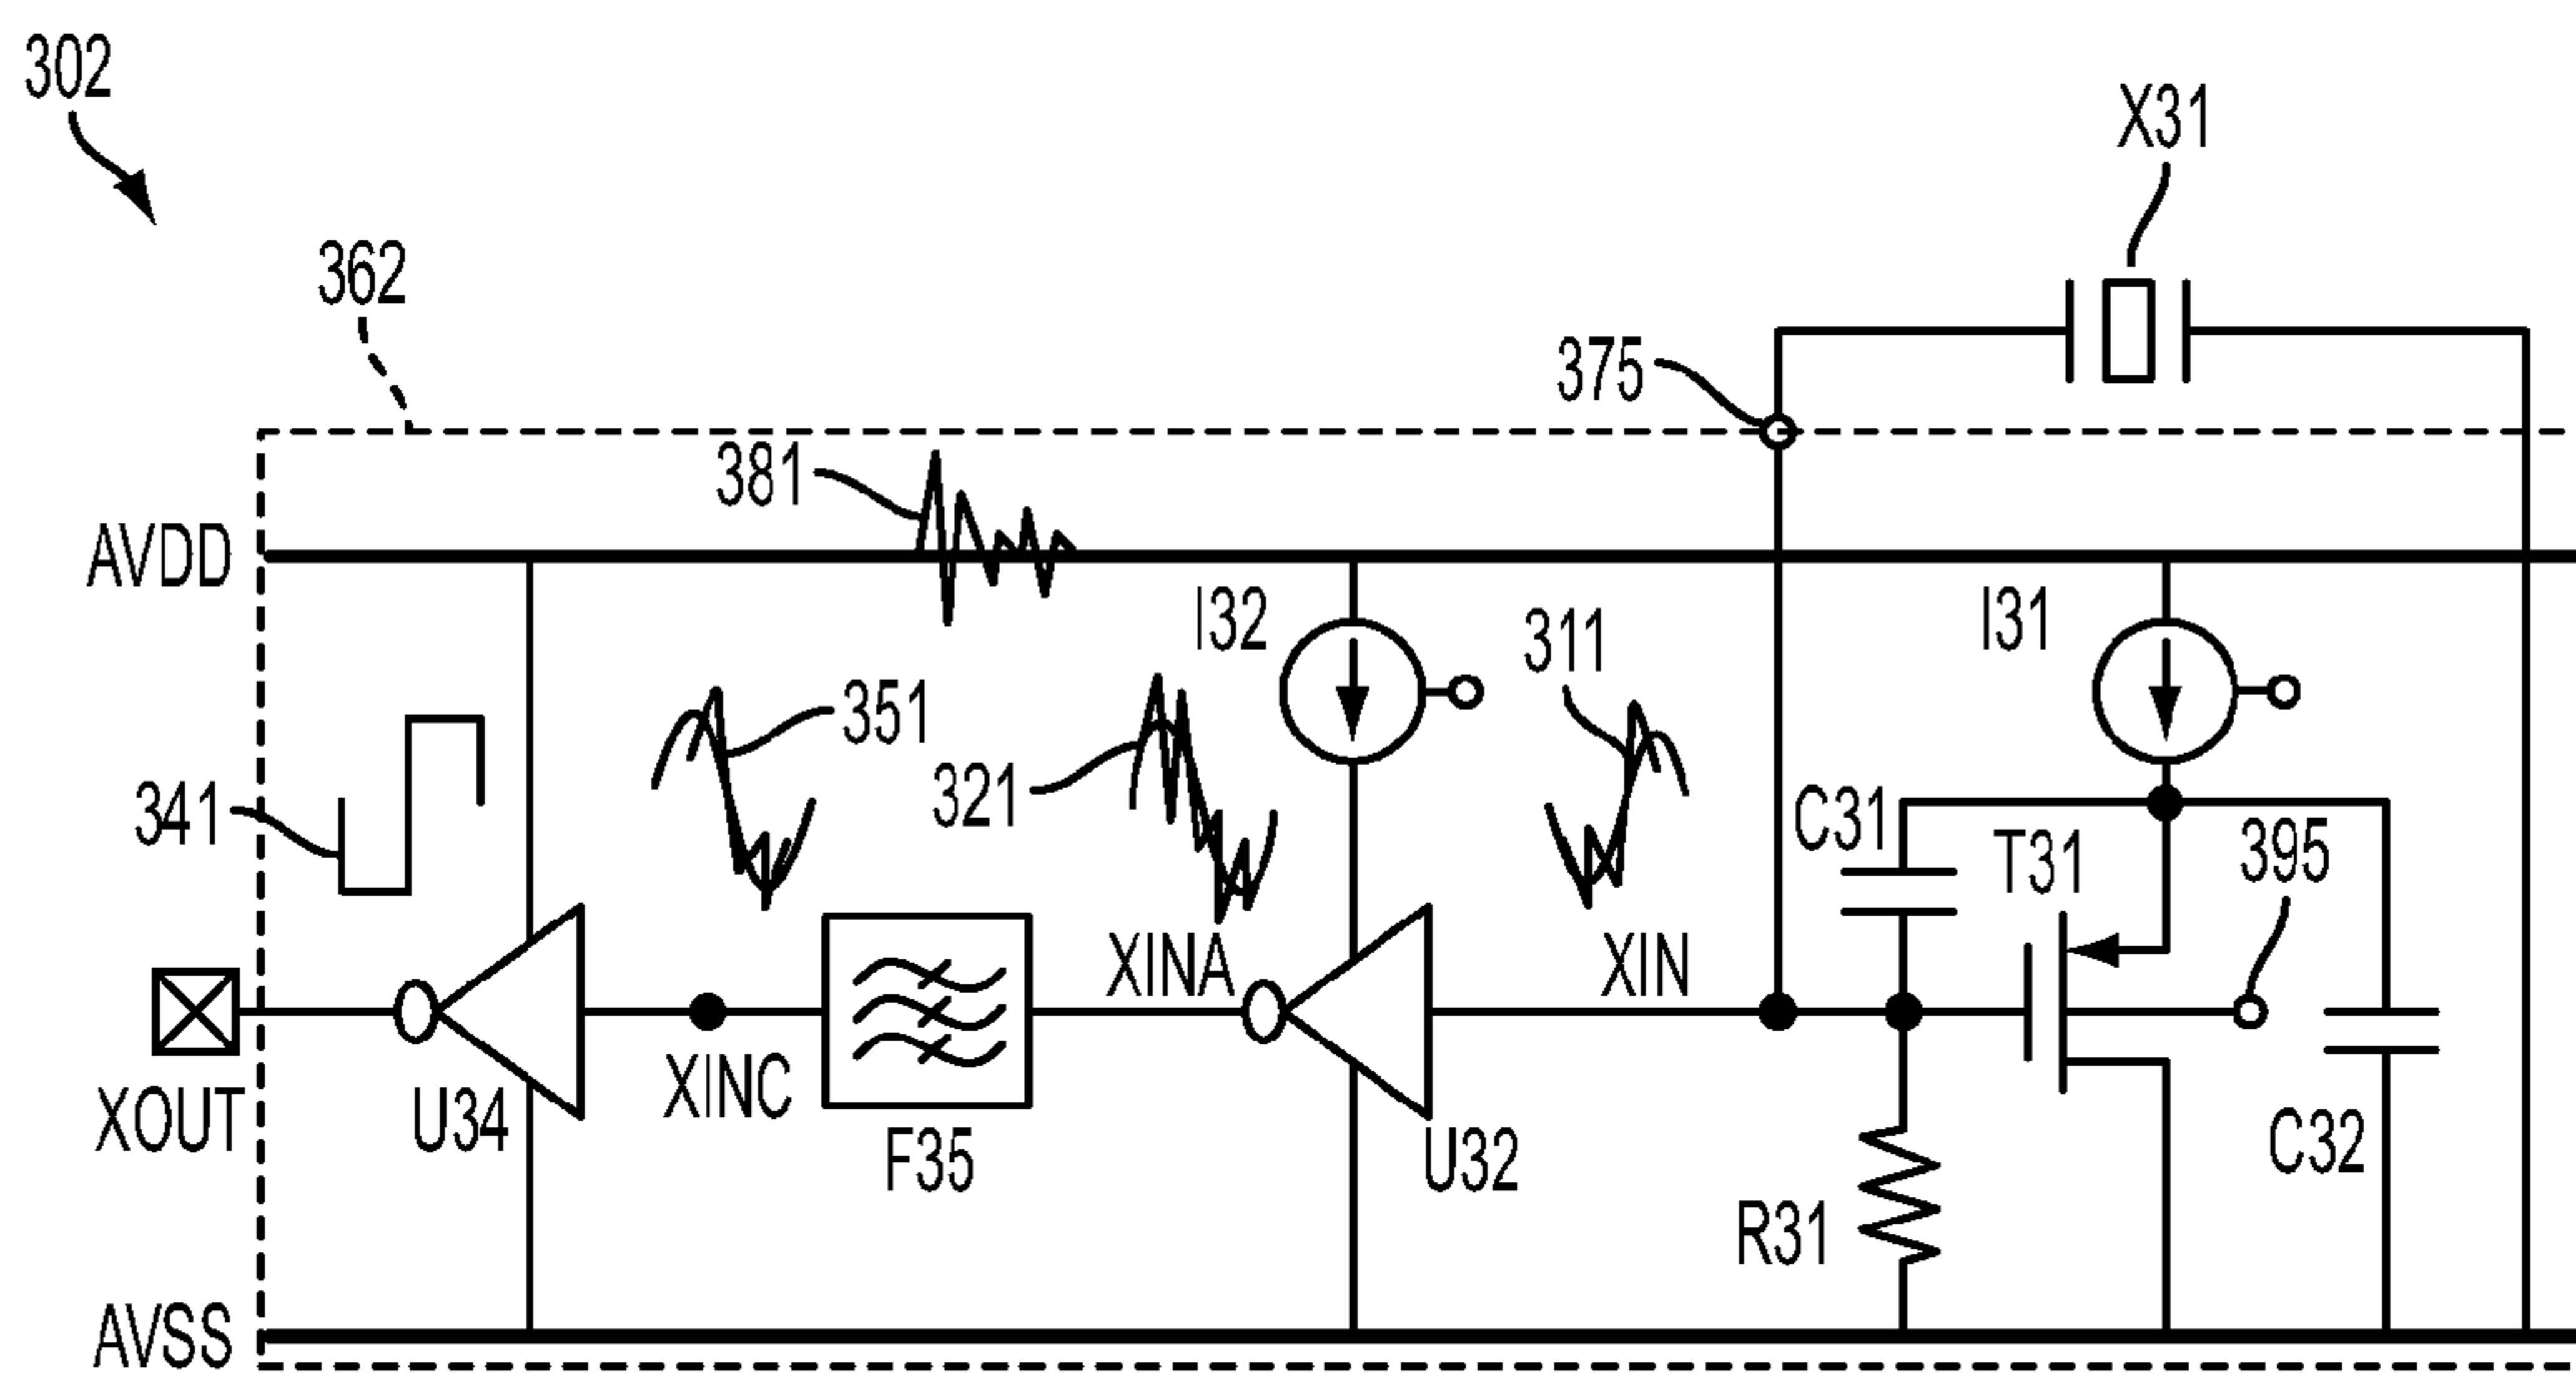 302
X31
362
375
381
AVDD
I32
311
I31
351
321
341
C31
T31
395
XINA
XIN
XINC
XOUT
U34
F35
U32
C32
R31
AVSS